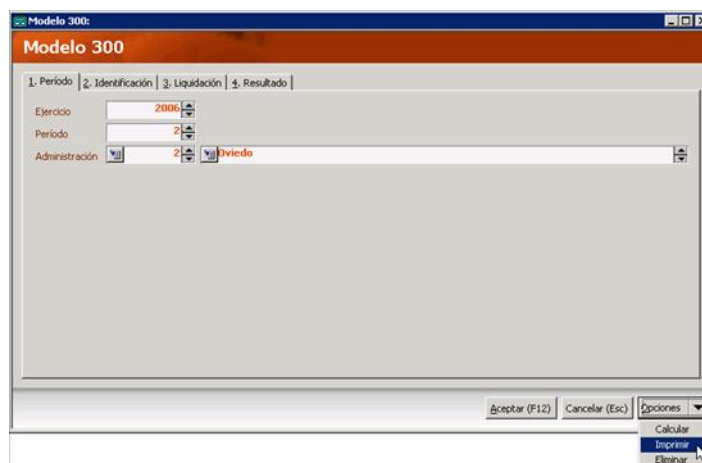 Modelo 300:
Modelo 300
1. Período 2. Identificación 3. Liquidación 4. Resultado
Ejercicio 2006
Período 2
Administración 2 Oviedo
Aceptar (F12) Cancelar (Esc) Opciones
Calcular
Imprimir
Eliminar